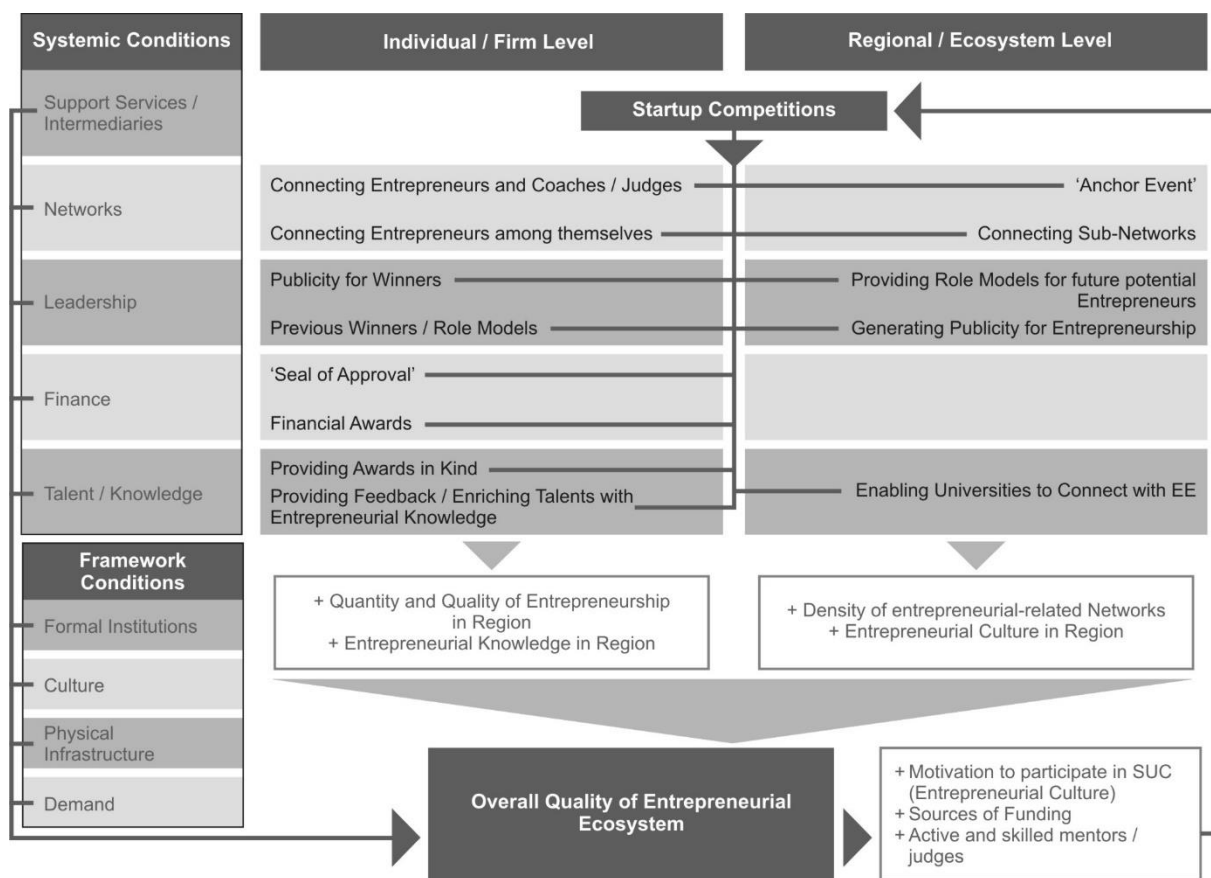 Systemic Conditions
Individual / Firm Level
Regional / Ecosystem Level
Support Services /
Intermediaries
Startup Competitions
Networks
Connecting Entrepreneurs and Coaches / Judges
‘Anchor Event’
Connecting Entrepreneurs among themselves
Connecting Sub-Networks
Leadership
Publicity for Winners
Providing Role Models for future potential
Entrepreneurs
Previous Winners / Role Models
Generating Publicity for Entrepreneurship
Finance
‘Seal of Approval’
Financial Awards
Talent / Knowledge
Providing Awards in Kind
Providing Feedback / Enriching Talents with
Entrepreneurial Knowledge
Enabling Universities to Connect with EE
Framework
Conditions
Formal Institutions
Culture
Physical
Infrastructure
Demand
+ Quantity and Quality of Entrepreneurship
in Region
+ Entrepreneurial Knowledge in Region
+ Density of entrepreneurial-related Networks
+ Entrepreneurial Culture in Region
Overall Quality of Entrepreneurial
Ecosystem
+ Motivation to participate in SUC
(Entrepreneurial Culture)
+ Sources of Funding
+ Active and skilled mentors /
judges